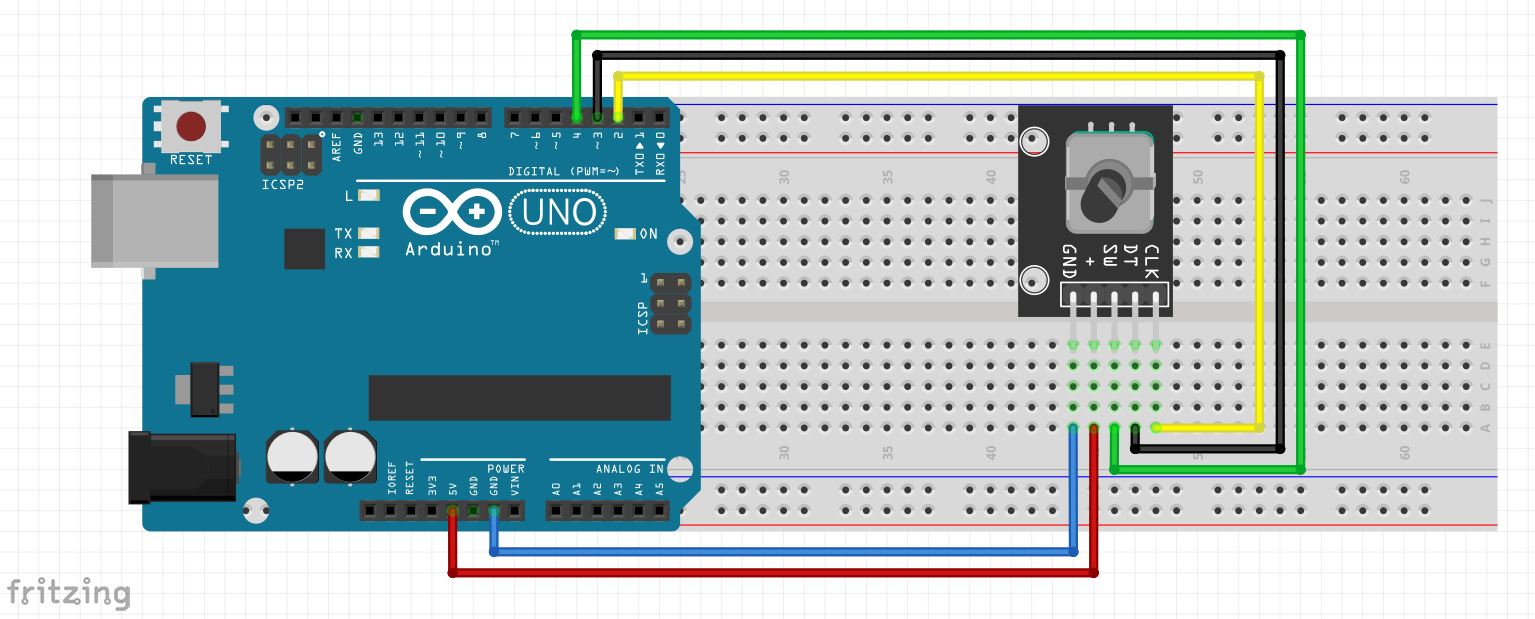 RESET
ICSP2
AREF
GND
13
12
~11
~10
~9
8
7
~6
~5
4
~3
2
TX0▶1
RX0◀0
DIGITAL (PWM=~)
L
TX
RX
UNO
Arduino™
ON
1
ICSP
IOREF
RESET
3V3
5V
GND
GND
VIN
POWER
ANALOG IN
A0
A1
A2
A3
A4
A5
25
30
35
40
50
60
J
I
H
G
F
GND
+
SW
DT
CLK
E
D
C
B
A
30
35
40
60
fritzing